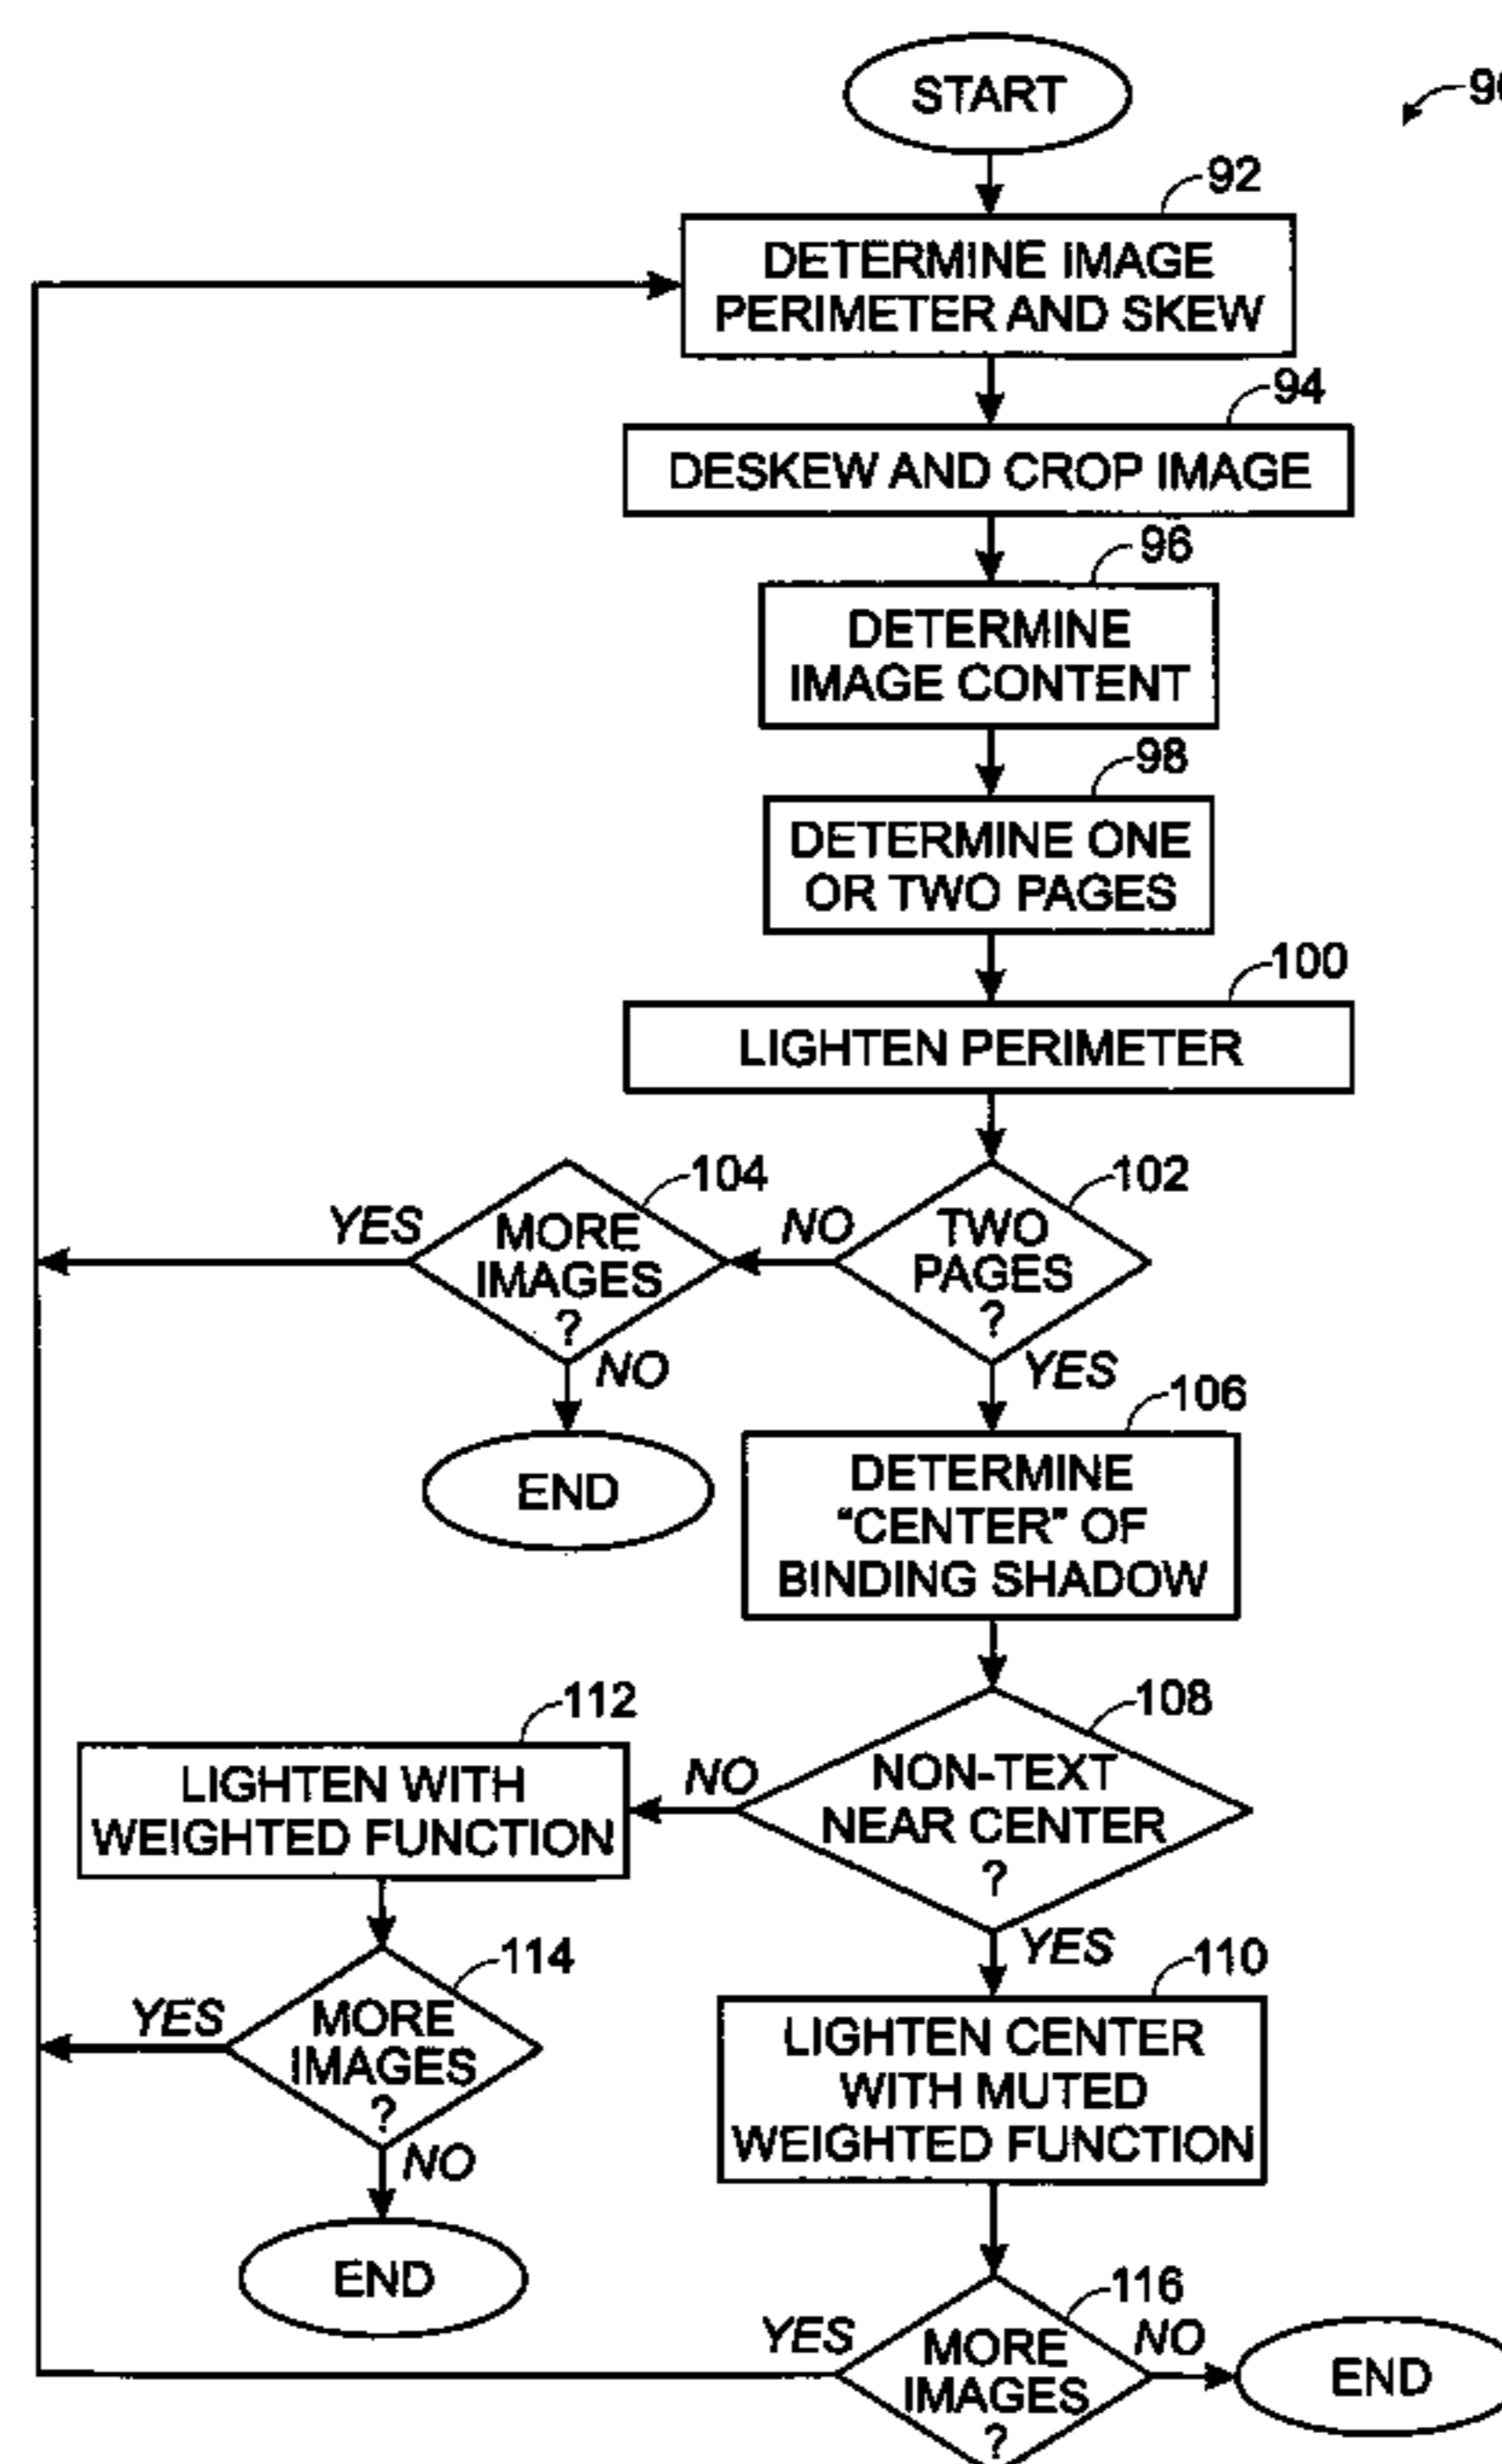 START
92
DETERMINE IMAGE
PERIMETER AND SKEW
94
DESKEW AND CROP IMAGE
96
DETERMINE
IMAGE CONTENT
98
DETERMINE ONE
OR TWO PAGES
100
LIGHTEN PERIMETER
104
MORE
IMAGES
?
YES
NO
END
102
TWO
PAGES
?
NO
YES
106
DETERMINE
“CENTER” OF
BINDING SHADOW
108
NON-TEXT
NEAR CENTER
?
NO
YES
112
LIGHTEN WITH
WEIGHTED FUNCTION
114
MORE
IMAGES
?
YES
NO
END
110
LIGHTEN CENTER
WITH MUTED
WEIGHTED FUNCTION
116
MORE
IMAGES
?
YES
NO
END